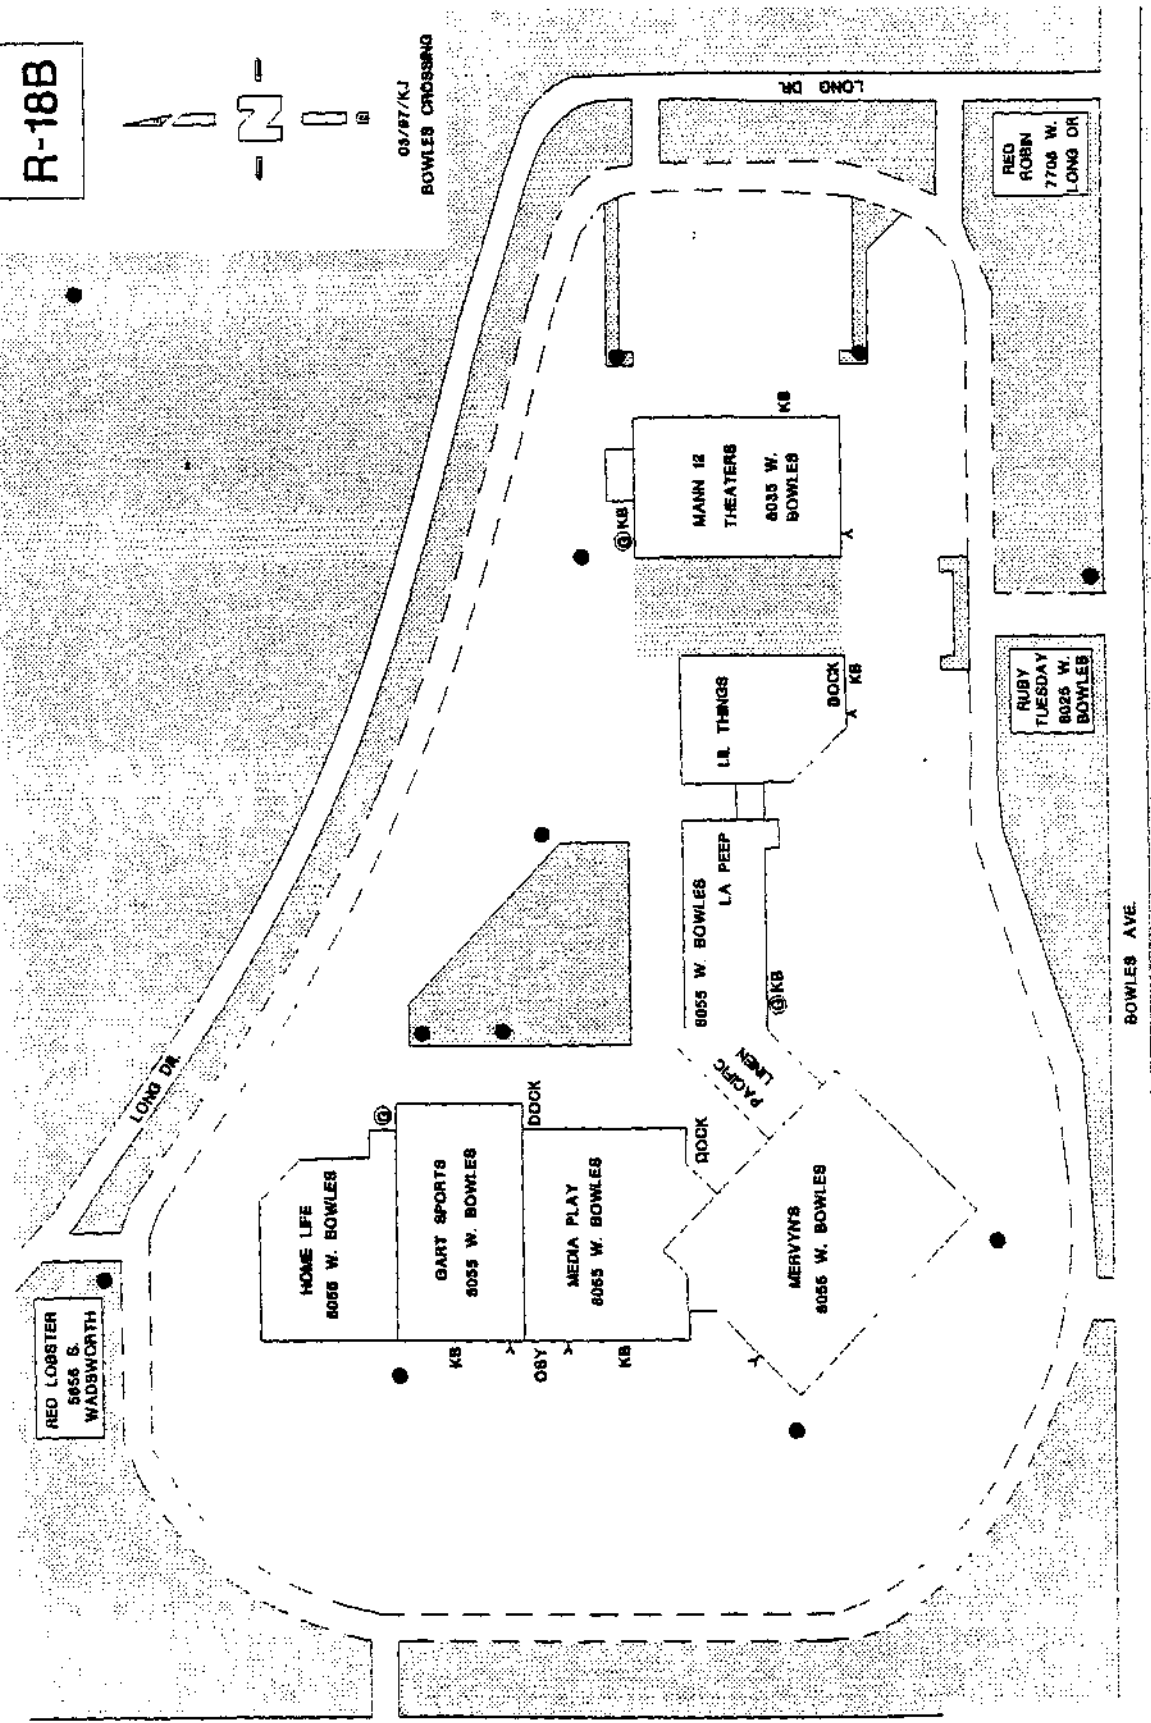 R-18B
N
05/97/KJ
BOWLES CROSSING
RED LOBSTER
5656 S.
WADSWORTH
LONG DR.
LONG DR.
HOME LIFE
8055 W. BOWLES
G
GART SPORTS
8055 W. BOWLES
KB
DOCK
OSY
MEDIA PLAY
8055 W. BOWLES
KB
DOCK
PACIFIC
LINEN
MERVYN'S
8055 W. BOWLES
8055 W. BOWLES
LA PEEP
G KB
LIL THINGS
DOCK
KB
G KB
MANN 12
THEATERS
8035 W.
BOWLES
KB
RED
ROBIN
7706 W.
LONG DR
RUBY
TUESDAY
8025 W.
BOWLES
BOWLES AVE.